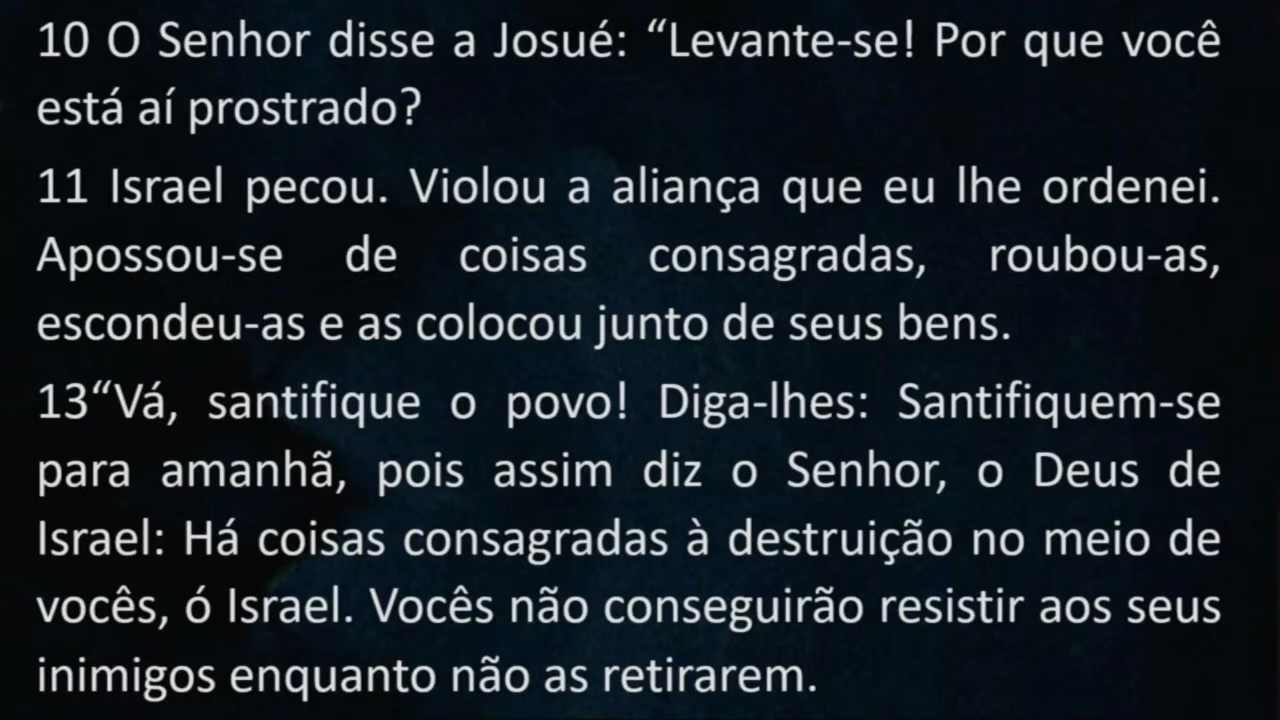 10 O Senhor disse a Josué: “Levante-se! Por que você
está aí prostrado?
11 Israel pecou. Violou a aliança que eu lhe ordenei.
Apossou-se de coisas consagradas, roubou-as,
escondeu-as e as colocou junto de seus bens.
13“Vá, santifique o povo! Diga-lhes: Santifiquem-se
para amanhã, pois assim diz o Senhor, o Deus de
Israel: Há coisas consagradas à destruição no meio de
vocês, ó Israel. Vocês não conseguirão resistir aos seus
inimigos enquanto não as retirarem.